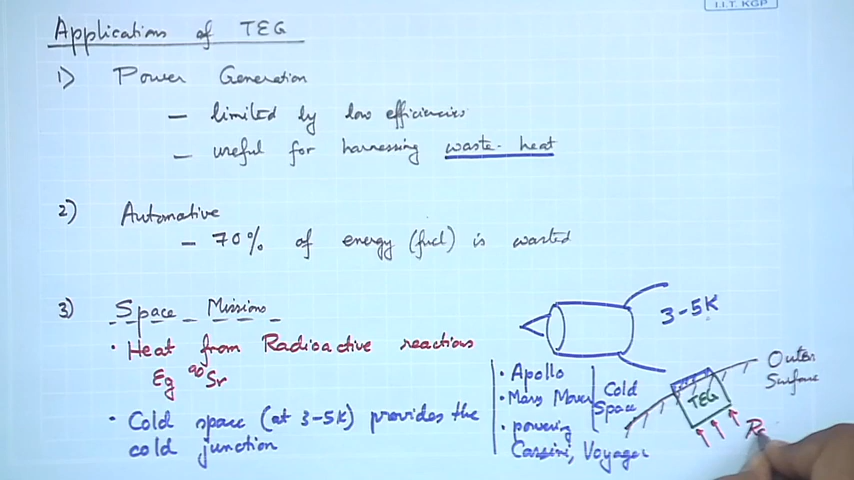 I.I.T. KGP
Applications of TEG
1) Power Generation
- limited by low efficiencies
- useful for harnessing waste heat
2) Automative
- 70% of energy (fuel) is wasted
3) Space Missions
• Heat from Radioactive reactions
Eg ⁹⁰Sr
• Cold space (at 3-5K) provides the
cold junction
3-5K
• Apollo
• Mars Mover
• powering
Cassini, Voyager
Cold
Space
TEG
Outer
Surface